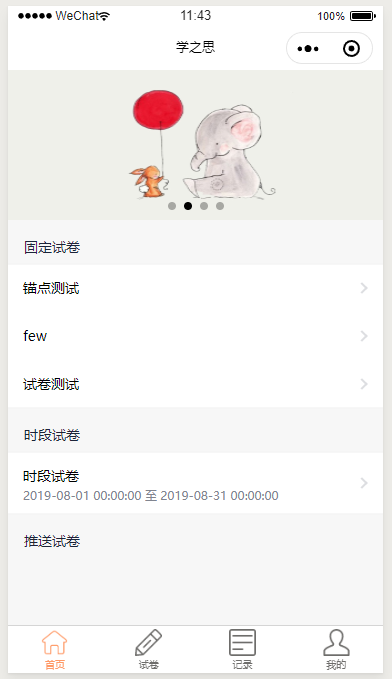 WeChat 11:43 100%
学之思
固定试卷
锚点测试
few
试卷测试
时段试卷
时段试卷
2019-08-01 00:00:00 至 2019-08-31 00:00:00
推送试卷
首页 试卷 记录 我的